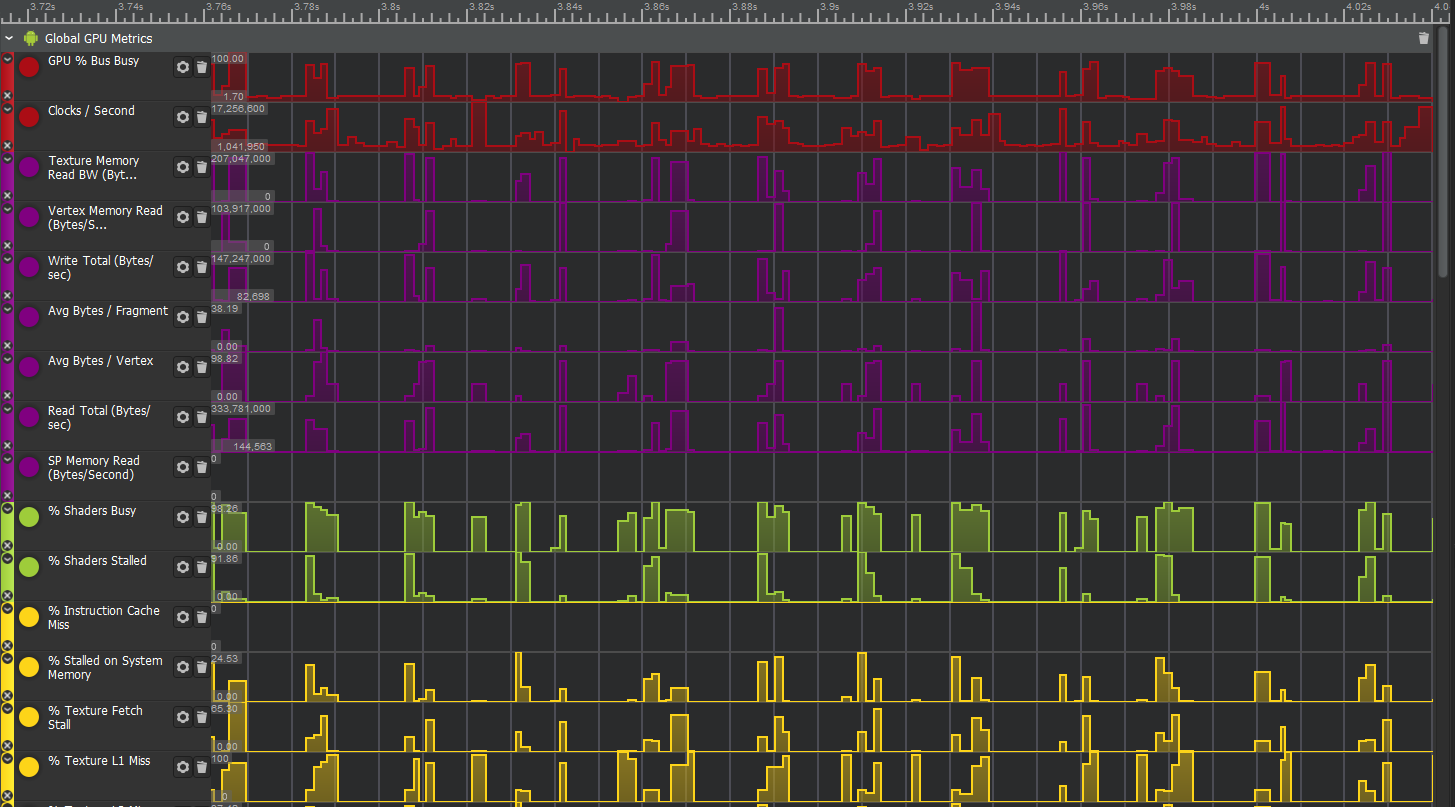 3.72s 3.74s 3.76s 3.78s 3.8s 3.82s 3.84s 3.86s 3.88s 3.9s 3.92s 3.94s 3.96s 3.98s 4s 4.02s 4.0
Global GPU Metrics
GPU % Bus Busy
100.00
1.70
Clocks / Second
17,256,600
1,041,950
Texture Memory
Read BW (Byt...
207,047,000
0
Vertex Memory Read
(Bytes/S...
103,917,000
0
Write Total (Bytes/
sec)
147,247,000
82,698
Avg Bytes / Fragment
38.19
0.00
Avg Bytes / Vertex
98.82
0.00
Read Total (Bytes/
sec)
333,781,000
144,563
SP Memory Read
(Bytes/Second)
0
0
% Shaders Busy
98.26
0.00
% Shaders Stalled
91.86
0.00
% Instruction Cache
Miss
0
0
% Stalled on System
Memory
24.53
0.00
% Texture Fetch
Stall
65.30
0.00
% Texture L1 Miss
100
0